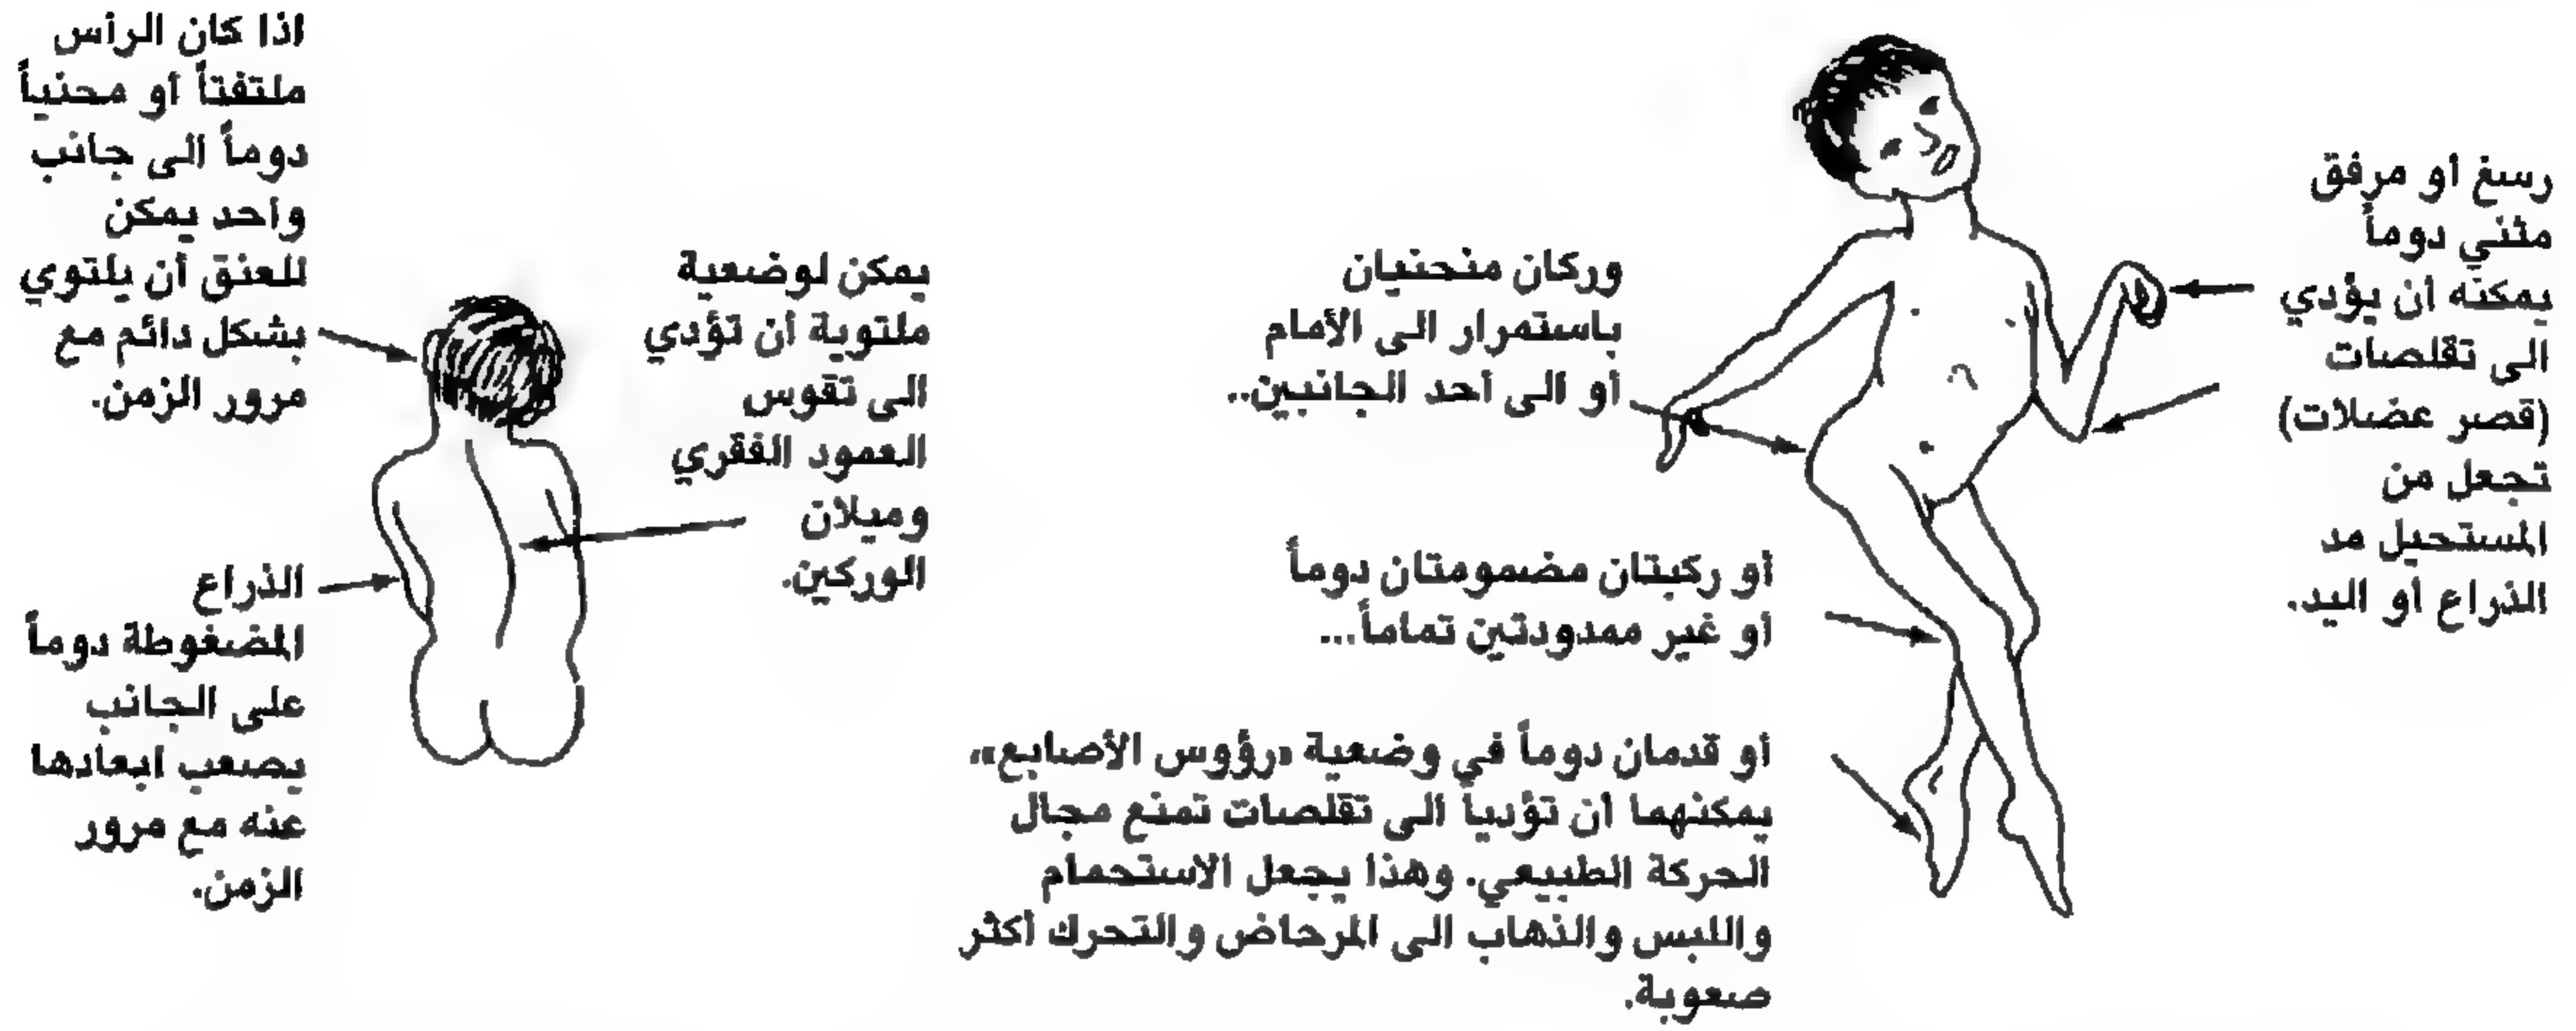 رسغ أو مرفق
مثني دوماً
يمكنه أن يؤدي
الى تقلصات
(قصر عضلات)
تجعل من
المستحيل مد
الذراع أو اليد.
وركان منحنيان
باستمرار الى الأمام
أو الى أحد الجانبين..
أو ركبتان مضمومتان دوماً
أو غير ممدودتين تماماً...
أو قدمان دوماً في وضعية «رؤوس الأصابع»،
يمكنهما أن تؤدياً الى تقلصات تمنع مجال
الحركة الطبيعي. وهذا يجعل الاستحمام
واللبس والذهاب الى المرحاض والتحرك أكثر
صعوبة.
يمكن لوضعية
ملتوية أن تؤدي
الى تقوس
العمود الفقري
وميلان
الوركين.
اذا كان الرأس
ملتفتاً أو محنياً
دوماً الى جانب
واحد يمكن
للعنق أن يلتوي
بشكل دائم مع
مرور الزمن.
الذراع
المضغوطة دوماً
على الجانب
يصعب ابعادها
عنه مع مرور
الزمن.